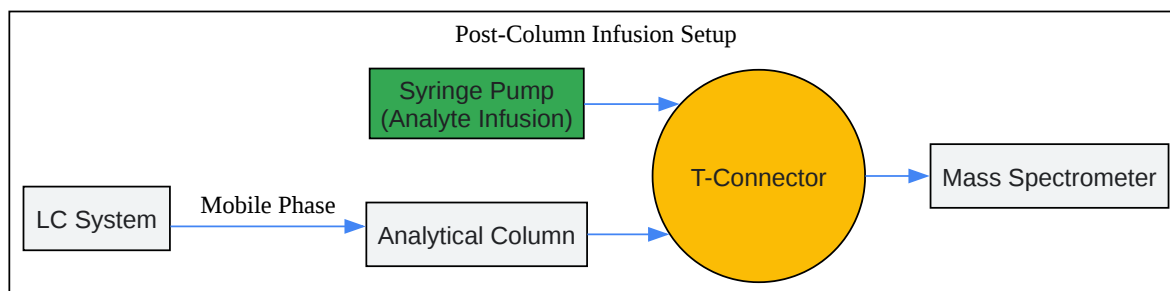 Post-Column Infusion Setup
Syringe Pump
(Analyte Infusion)
T-Connector
Mass Spectrometer
LC System
Mobile Phase
Analytical Column